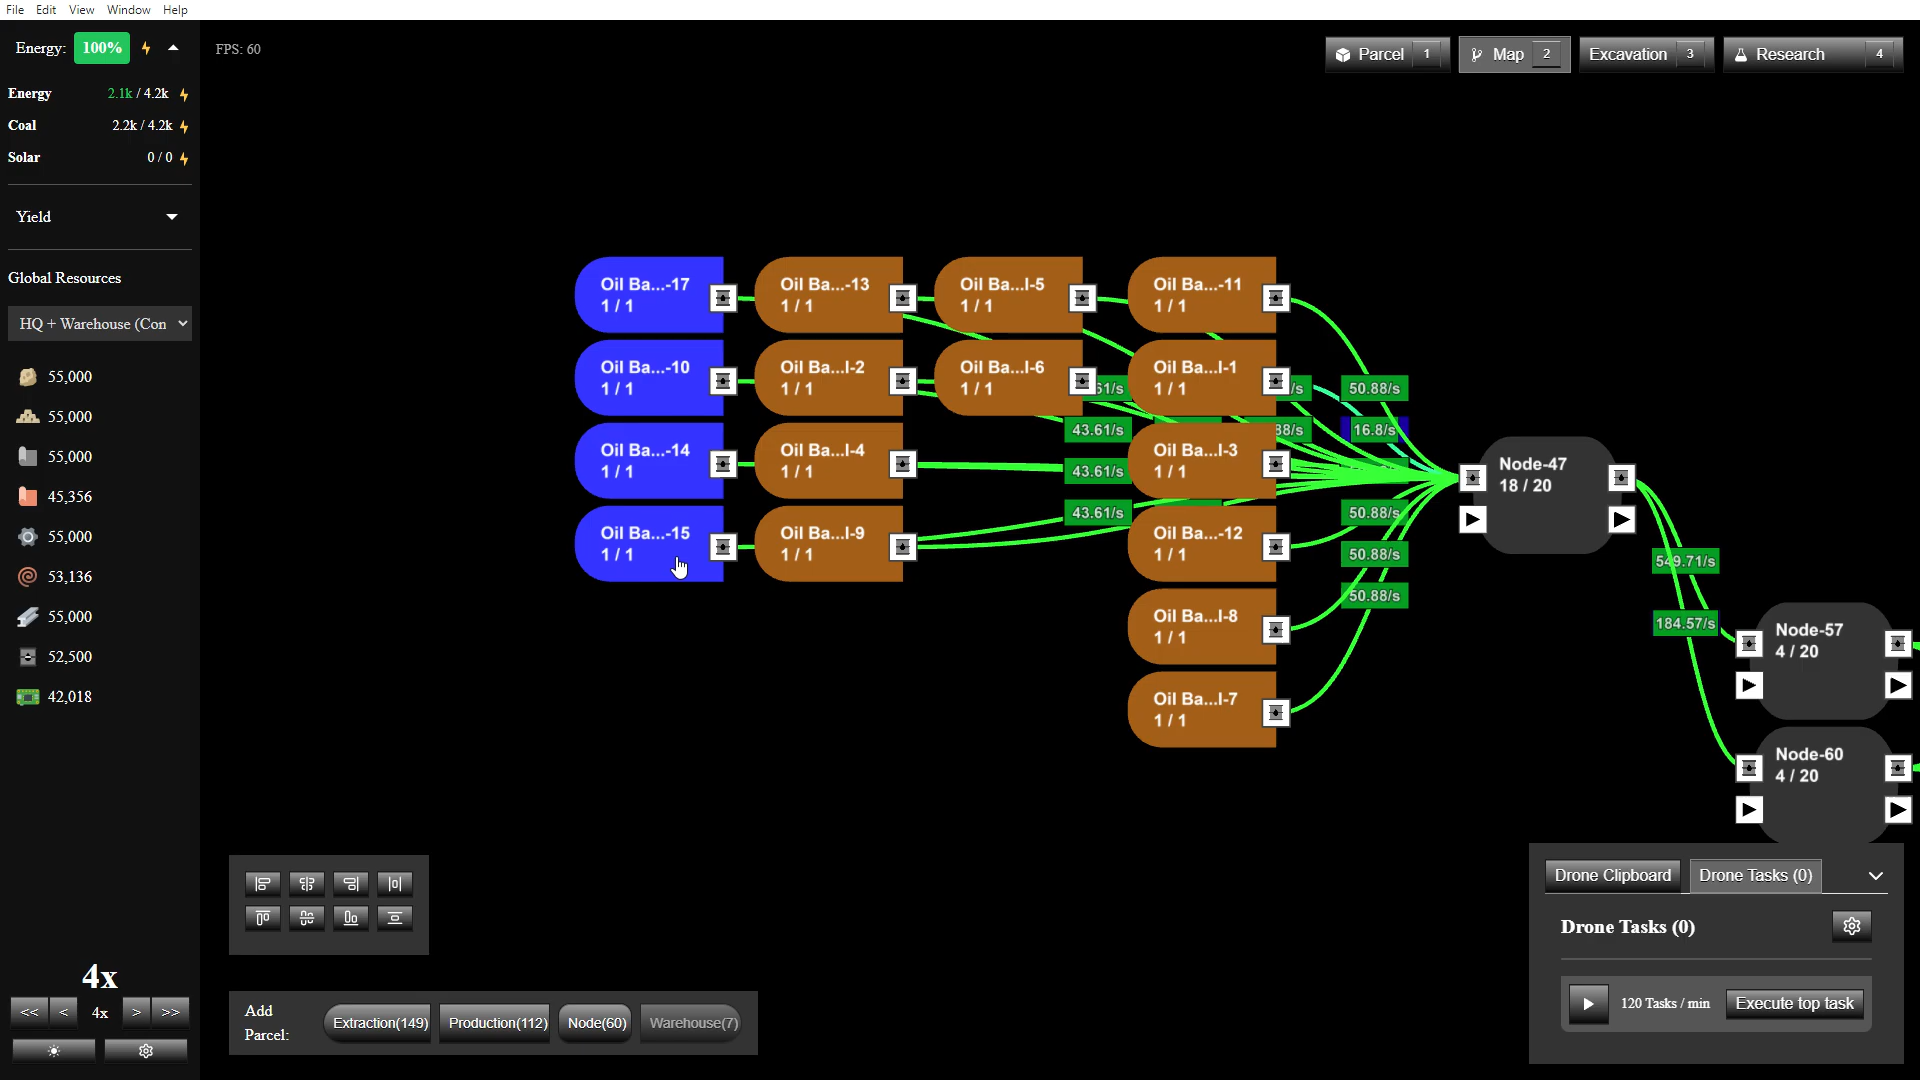 File Edit View Window Help
Energy: 100%
FPS: 60
Parcel 1
Map 2
Excavation 3
Research 4
Energy 2.1k / 4.2k
Coal 2.2k / 4.2k
Solar 0 / 0
Yield
Global Resources
HQ + Warehouse (Con
55,000
55,000
55,000
45,356
55,000
53,136
55,000
52,500
42,018
4x
<< < 4x > >>
Oil Ba...-17
1 / 1
Oil Ba...-13
1 / 1
Oil Ba...l-5
1 / 1
Oil Ba...-11
1 / 1
Oil Ba...-10
1 / 1
Oil Ba...l-2
1 / 1
Oil Ba...l-6
1 / 1
Oil Ba...l-1
1 / 1
Oil Ba...-14
1 / 1
Oil Ba...l-4
1 / 1
Oil Ba...l-3
1 / 1
Oil Ba...-15
1 / 1
Oil Ba...l-9
1 / 1
Oil Ba...-12
1 / 1
Oil Ba...l-8
1 / 1
Oil Ba...l-7
1 / 1
43.61/s
43.61/s
43.61/s
50.88/s
16.8/s
50.88/s
50.88/s
50.88/s
Node-47
18 / 20
549.71/s
184.57/s
Node-57
4 / 20
Node-60
4 / 20
Add
Parcel:
Extraction(149)
Production(112)
Node(60)
Warehouse(7)
Drone Clipboard
Drone Tasks (0)
Drone Tasks (0)
120 Tasks / min
Execute top task